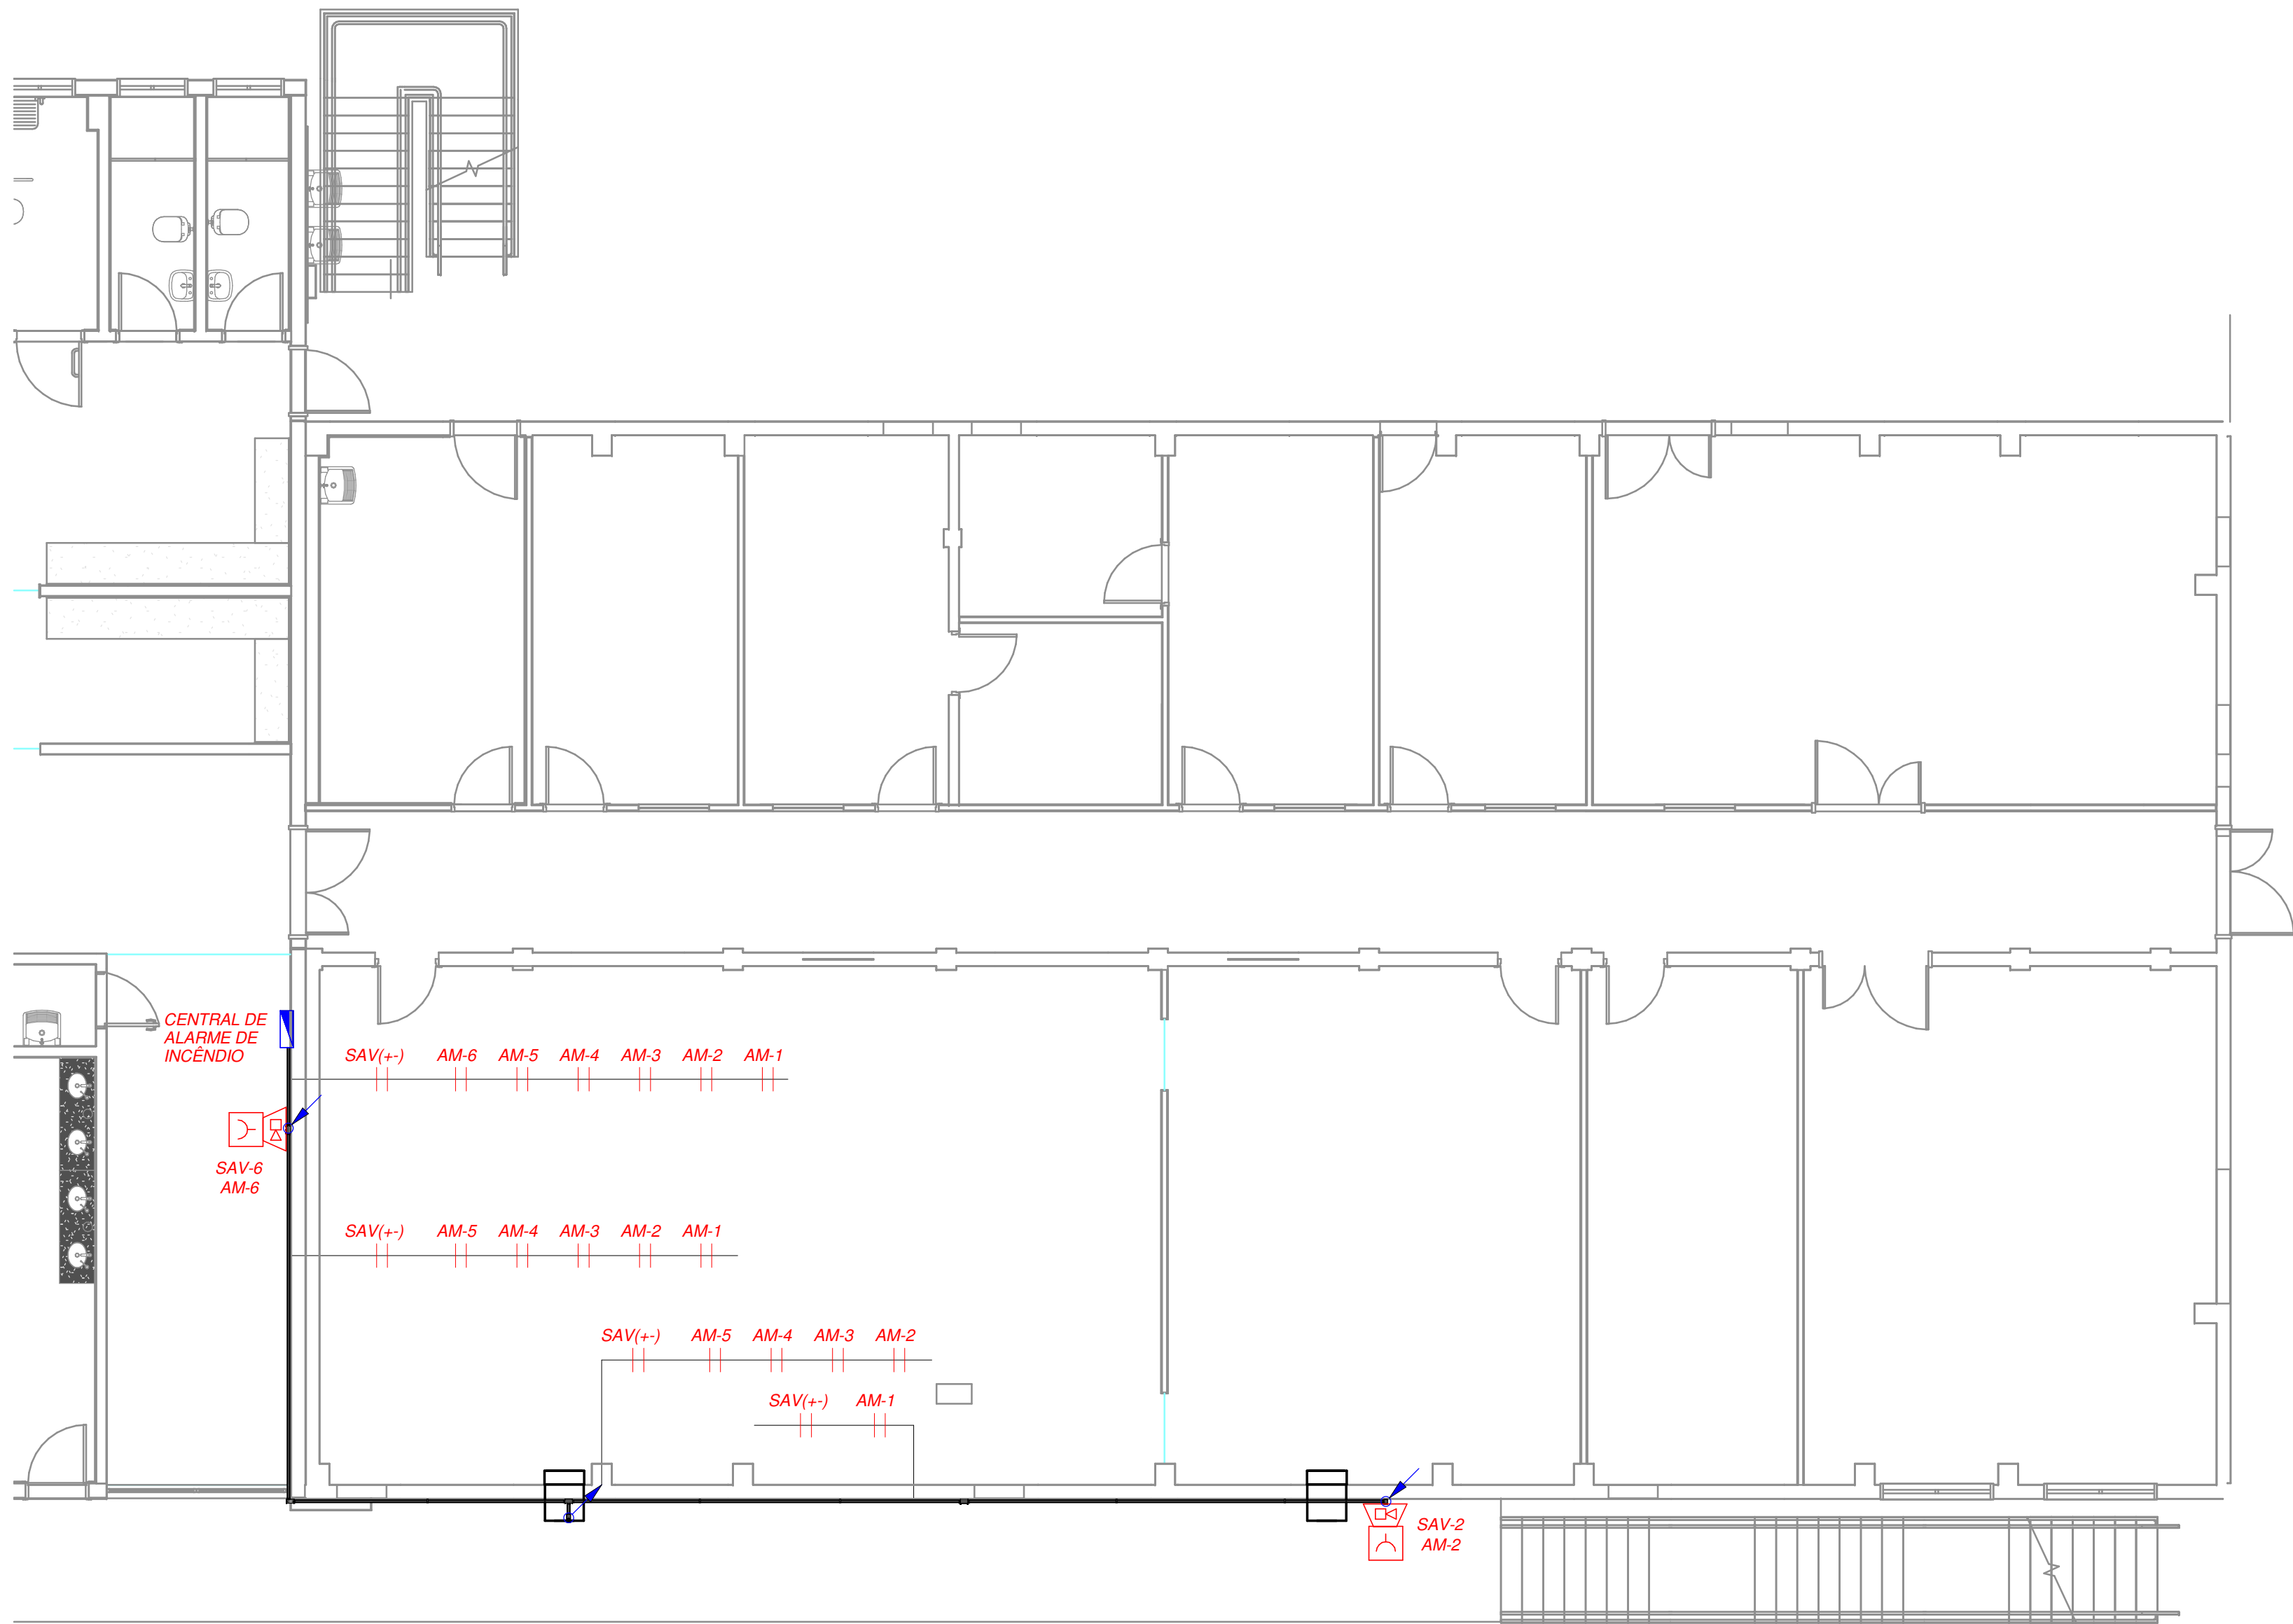 CENTRAL DE
ALARME DE
INCÊNDIO
SAV(+-) AM-6 AM-5 AM-4 AM-3 AM-2 AM-1
SAV-6
AM-6
SAV(+-) AM-5 AM-4 AM-3 AM-2 AM-1
SAV(+-) AM-5 AM-4 AM-3 AM-2
SAV(+-) AM-1
SAV-2
AM-2